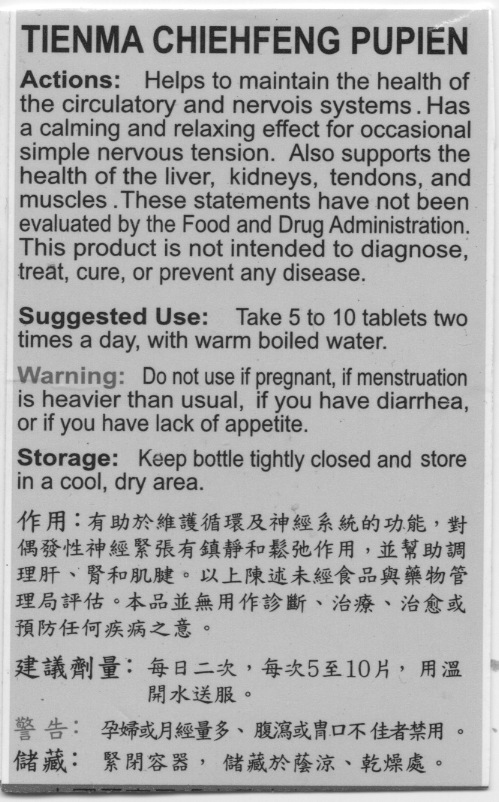 TIENMA CHIEHFENG PUPIEN
Actions: Helps to maintain the health of
the circulatory and nervois systems . Has
a calming and relaxing effect for occasional
simple nervous tension. Also supports the
health of the liver, kidneys, tendons, and
muscles .These statements have not been
evaluated by the Food and Drug Administration.
This product is not intended to diagnose,
treat, cure, or prevent any disease.
Suggested Use: Take 5 to 10 tablets two
times a day, with warm boiled water.
Warning: Do not use if pregnant, if menstruation
is heavier than usual, if you have diarrhea,
or if you have lack of appetite.
Storage: Keep bottle tightly closed and store
in a cool, dry area.
作用：有助於維護循環及神經系統的功能，對
偶發性神經緊張有鎮靜和鬆弛作用，並幫助調
理肝、腎和肌腱。以上陳述未經食品與藥物管
理局評估。本品並無用作診斷、治療、治愈或
預防任何疾病之意。
建議劑量：每日二次，每次5至10片，用溫
開水送服。
警告：孕婦或月經量多、腹瀉或胃口不佳者禁用。
儲藏：緊閉容器，儲藏於蔭涼、乾燥處。